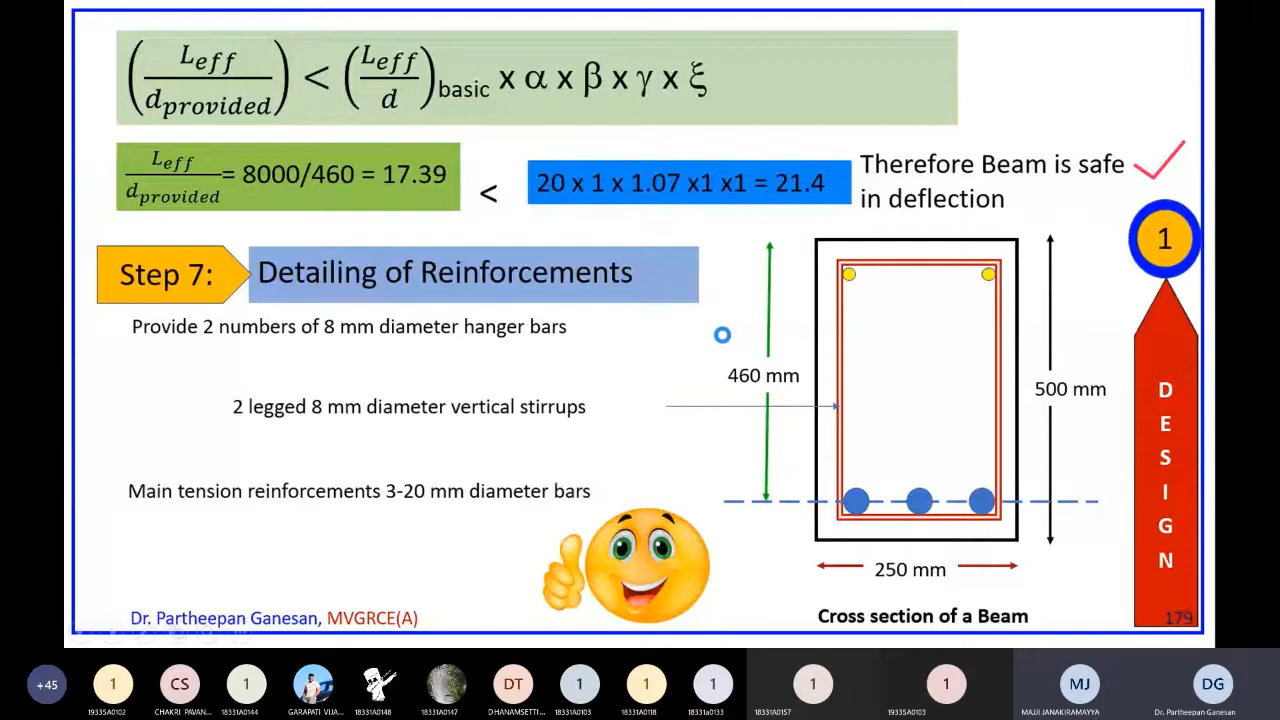 (L_eff / d_provided) < (L_eff / d)basic x α x β x γ x ξ
L_eff / d_provided = 8000/460 = 17.39
<
20 x 1 x 1.07 x1 x1 = 21.4
Therefore Beam is safe
in deflection
1
Step 7:
Detailing of Reinforcements
Provide 2 numbers of 8 mm diameter hanger bars
2 legged 8 mm diameter vertical stirrups
Main tension reinforcements 3-20 mm diameter bars
460 mm
500 mm
250 mm
Cross section of a Beam
D
E
S
I
G
N
179
Dr. Partheepan Ganesan, MVGRCE(A)
+45
1
CS
1
DT
1
1
1
1
1
MJ
DG
19335A0102
CHAKRI PAVAN...
18331A0144
GARAPATI VIJA...
18331A0148
18331A0147
DHANAMSETTI...
18331A0103
18331A0118
18331a0133
18331A0157
19335A0103
MAJJI JANAKIRAMAYYA
Dr. Partheepan Ganesan